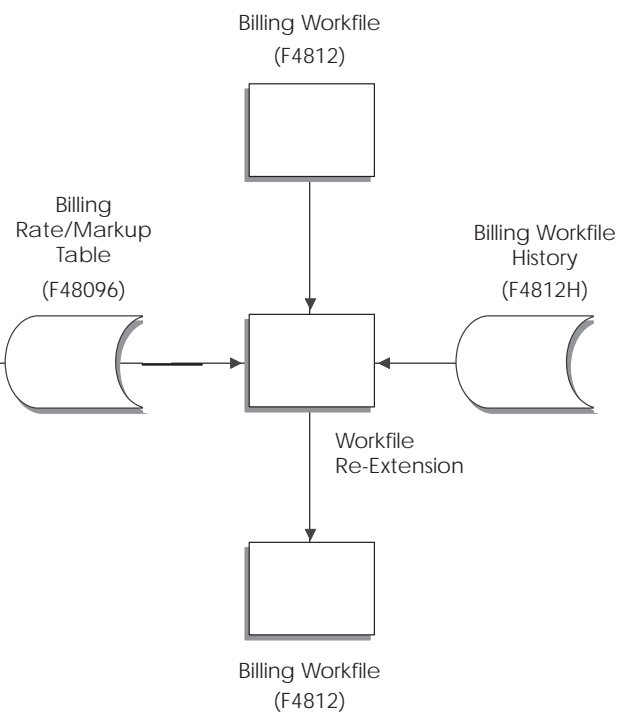 Billing Workfile
(F4812)
Billing
Rate/Markup
Table
(F48096)
Billing Workfile
History
(F4812H)
Workfile
Re-Extension
Billing Workfile
(F4812)